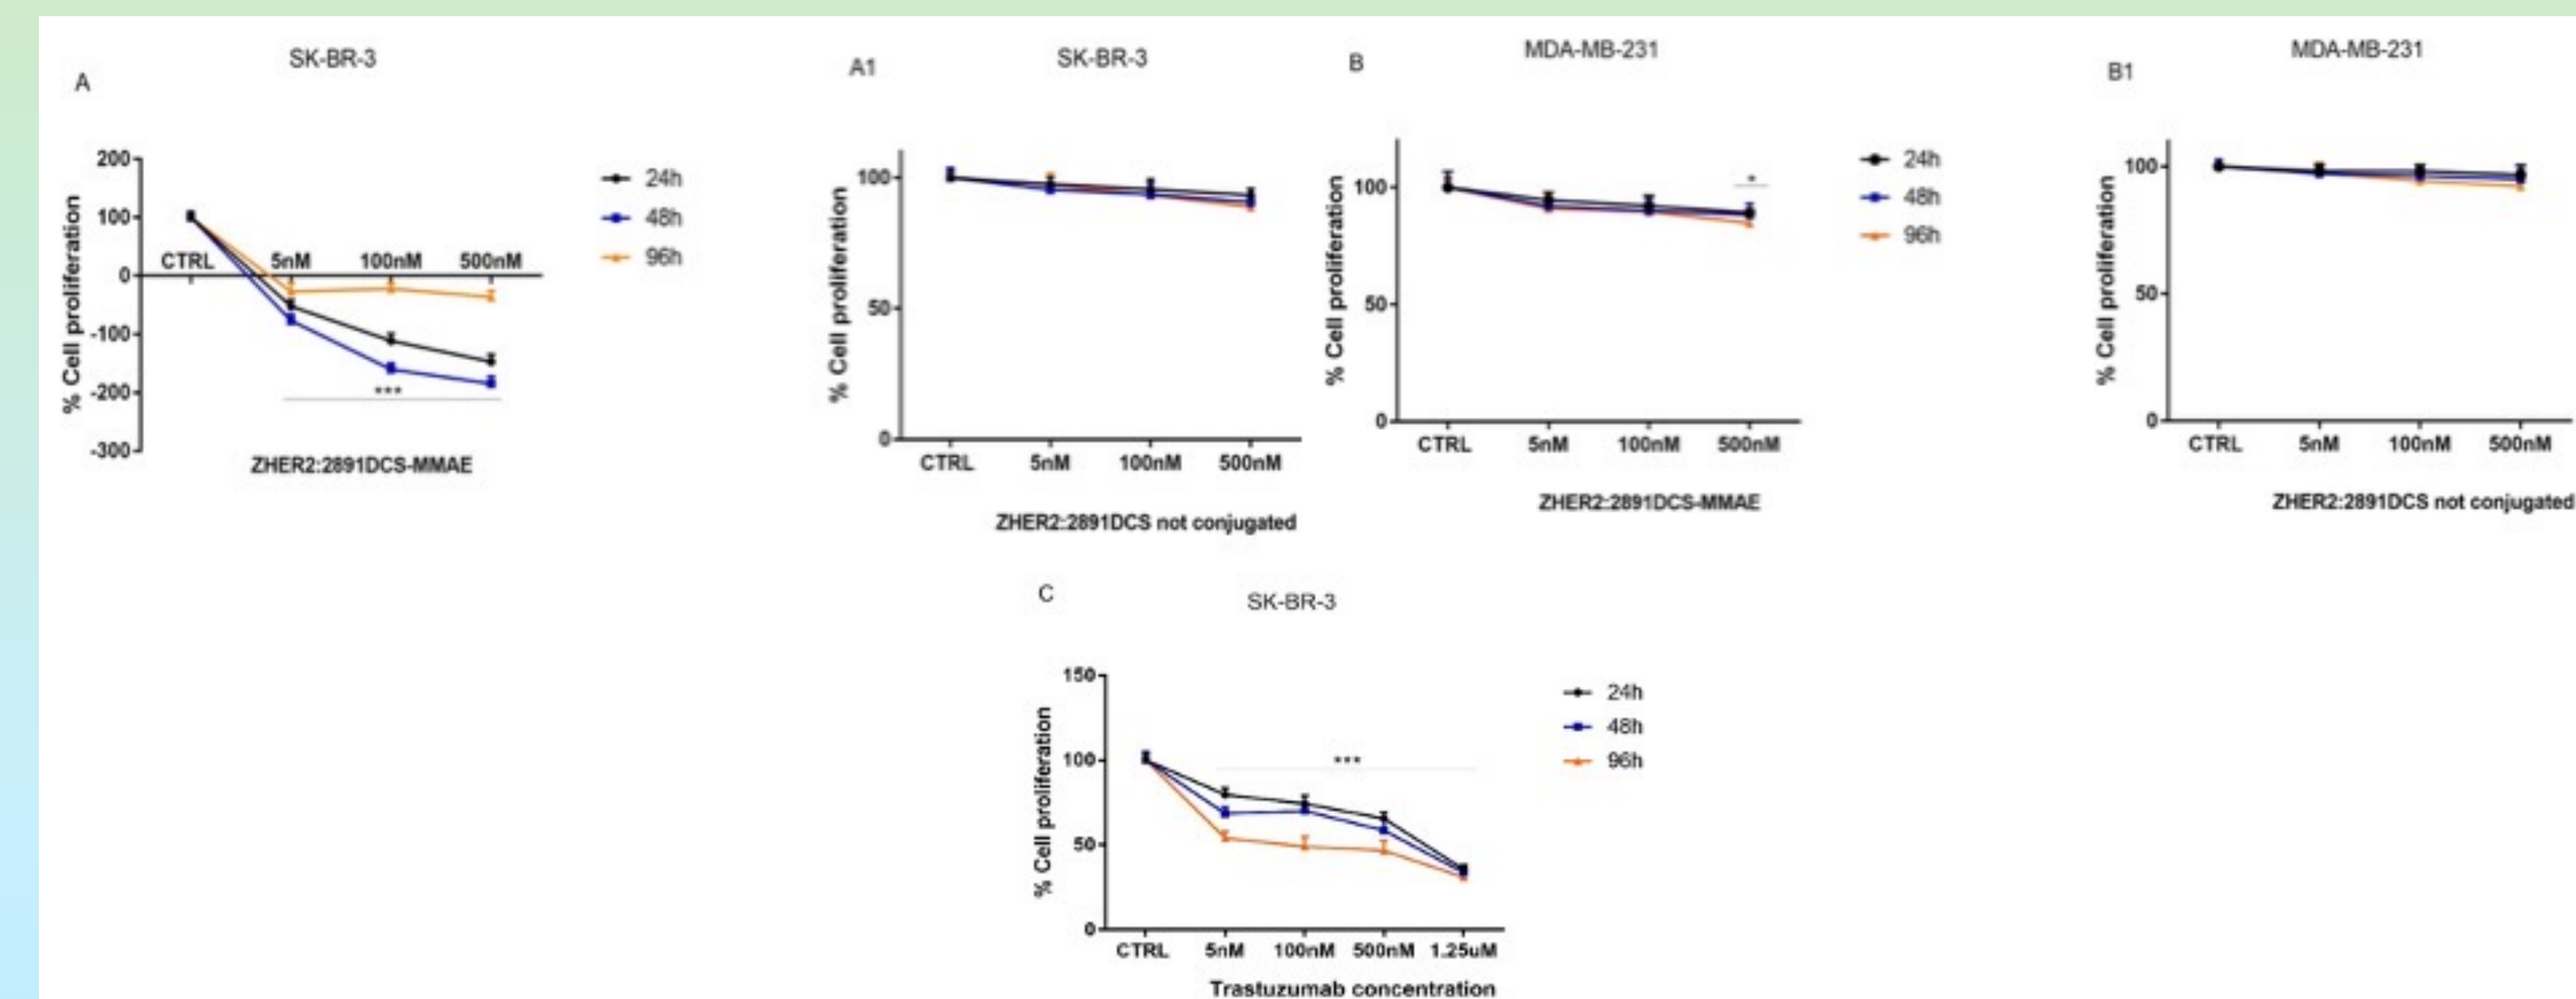 A
SK-BR-3
200
100
0
-100
-200
-300
% Cell proliferation
CTRL
5nM
100nM
500nM
***
ZHER2:2891DCS-MMAE
24h
48h
96h
A1
SK-BR-3
100
50
0
% Cell proliferation
CTRL
5nM
100nM
500nM
ZHER2:2891DCS not conjugated
B
MDA-MB-231
100
50
0
% Cell proliferation
*
CTRL
5nM
100nM
500nM
ZHER2:2891DCS-MMAE
24h
48h
96h
B1
MDA-MB-231
100
50
0
% Cell proliferation
CTRL
5nM
100nM
500nM
ZHER2:2891DCS not conjugated
C
SK-BR-3
150
100
50
0
% Cell proliferation
***
CTRL
5nM
100nM
500nM
1.25uM
Trastuzumab concentration
24h
48h
96h